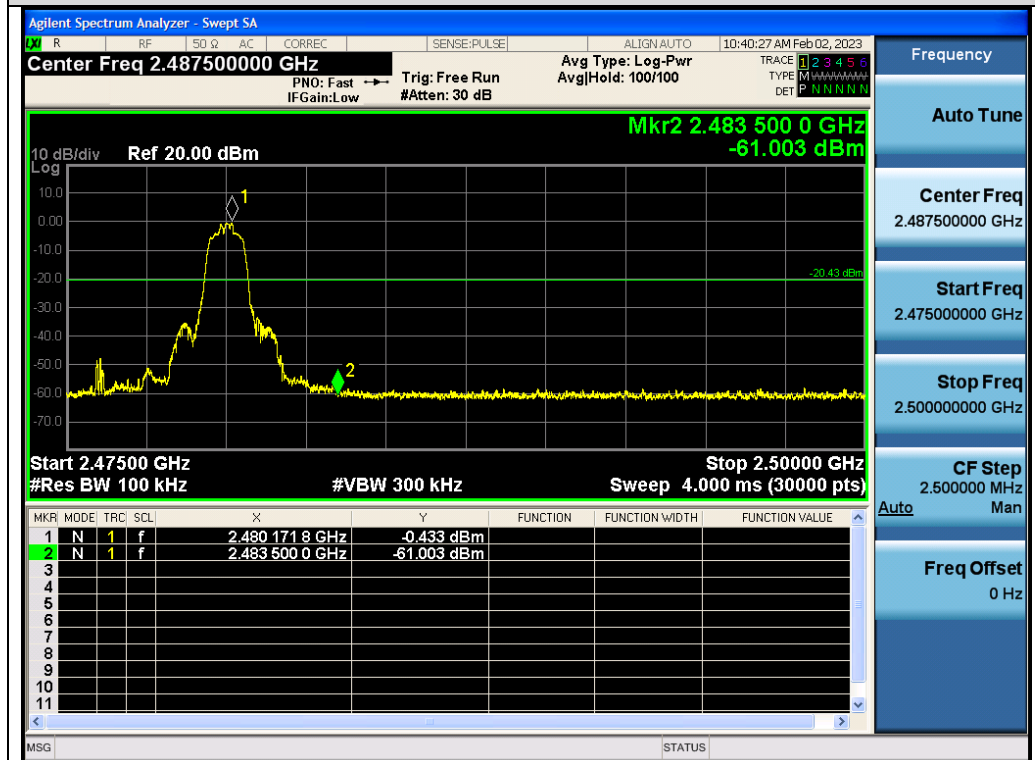 Agilent Spectrum Analyzer - Swept SA
LXI R RF 50 Ω AC CORREC SENSE:PULSE ALIGN AUTO 10:40:27 AM Feb 02, 2023
Center Freq 2.487500000 GHz
PNO: Fast
IFGain:Low
Trig: Free Run
#Atten: 30 dB
Avg Type: Log-Pwr
Avg|Hold: 100/100
TRACE 1 2 3 4 5 6
TYPE M WWWWW
DET P N N N N N
Mkr2 2.483 500 0 GHz
-61.003 dBm
10 dB/div Ref 20.00 dBm
Log
10.0
0.00
-10.0
-20.0
-30.0
-40.0
-50.0
-60.0
-70.0
1
2
-20.43 dBm
Start 2.47500 GHz Stop 2.50000 GHz
#Res BW 100 kHz #VBW 300 kHz Sweep 4.000 ms (30000 pts)
MKR MODE TRC SCL X Y FUNCTION FUNCTION WIDTH FUNCTION VALUE
1 N 1 f 2.480 171 8 GHz -0.433 dBm
2 N 1 f 2.483 500 0 GHz -61.003 dBm
3
4
5
6
7
8
9
10
11
MSG STATUS
Frequency
Auto Tune
Center Freq
2.487500000 GHz
Start Freq
2.475000000 GHz
Stop Freq
2.500000000 GHz
CF Step
2.500000 MHz
Auto Man
Freq Offset
0 Hz